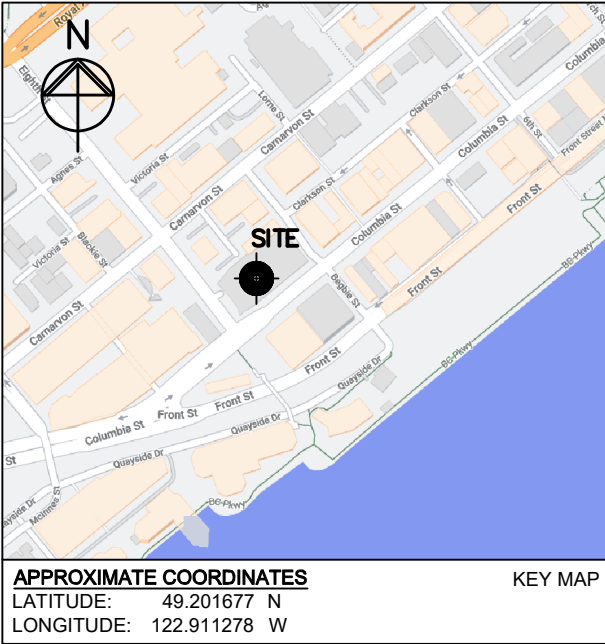 N
Royal
Eighth
Agnes St
Victoria St
Lorne St
Carnarvon St
Clarkson St
Columbia
Columbia St
6th St
Front Street
Front St
Victoria St
Blackie St
Carnarvon St
Clarkson St
Columbia St
SITE
Begbie St
Front St
BC-Pkwy
Carnarvon St
Front St
Quayside Dr
BC-Pkwy
Front St
Front St
Columbia St
Quayside Dr
St
Quayside Dr
McInnes St
BC-Pkwy
ayside Dr
APPROXIMATE COORDINATES
KEY MAP
LATITUDE: 49.201677 N
LONGITUDE: 122.911278 W